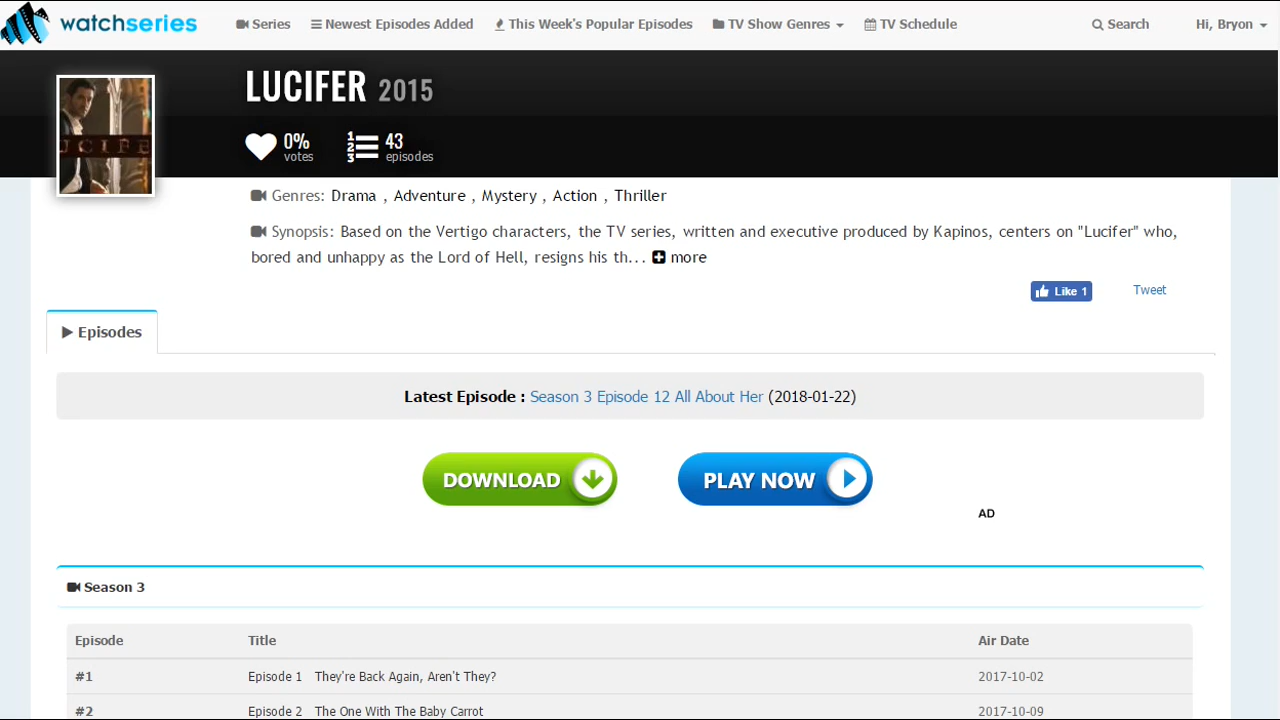 watchseries Series Newest Episodes Added This Week's Popular Episodes TV Show Genres TV Schedule Search Hi, Bryon
LUCIFER 2015
UCIFE
0% votes 43 episodes
Genres: Drama , Adventure , Mystery , Action , Thriller
Synopsis: Based on the Vertigo characters, the TV series, written and executive produced by Kapinos, centers on "Lucifer" who,
bored and unhappy as the Lord of Hell, resigns his th... more
Like 1 Tweet
Episodes
Latest Episode : Season 3 Episode 12 All About Her (2018-01-22)
DOWNLOAD PLAY NOW
AD
Season 3
Episode Title Air Date
#1 Episode 1 They're Back Again, Aren't They? 2017-10-02
#2 Episode 2 The One With The Baby Carrot 2017-10-09